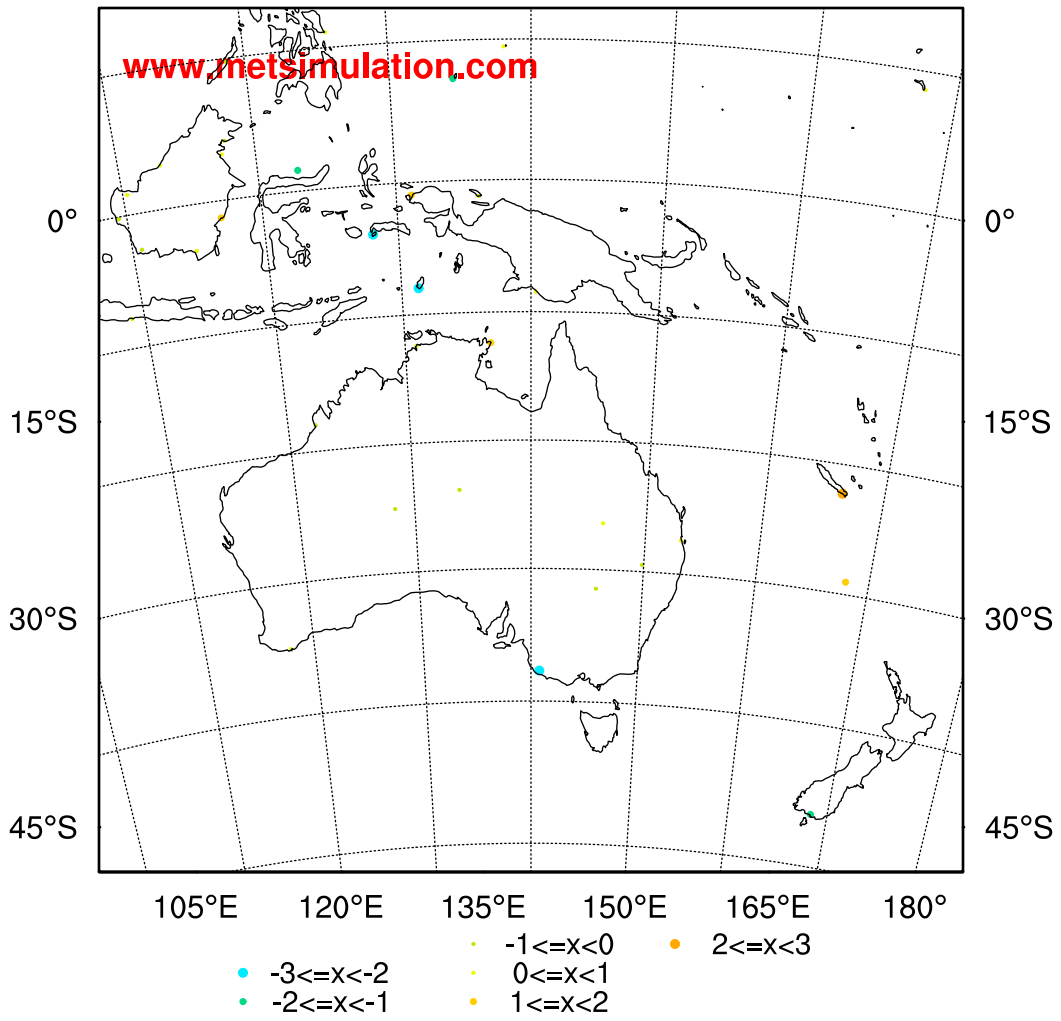 www.metsimulation.com
0° 0°
15°S 15°S
30°S 30°S
45°S 45°S
105°E 120°E 135°E 150°E 165°E 180°
-1<=x<0 2<=x<3
-3<=x<-2 0<=x<1
-2<=x<-1 1<=x<2